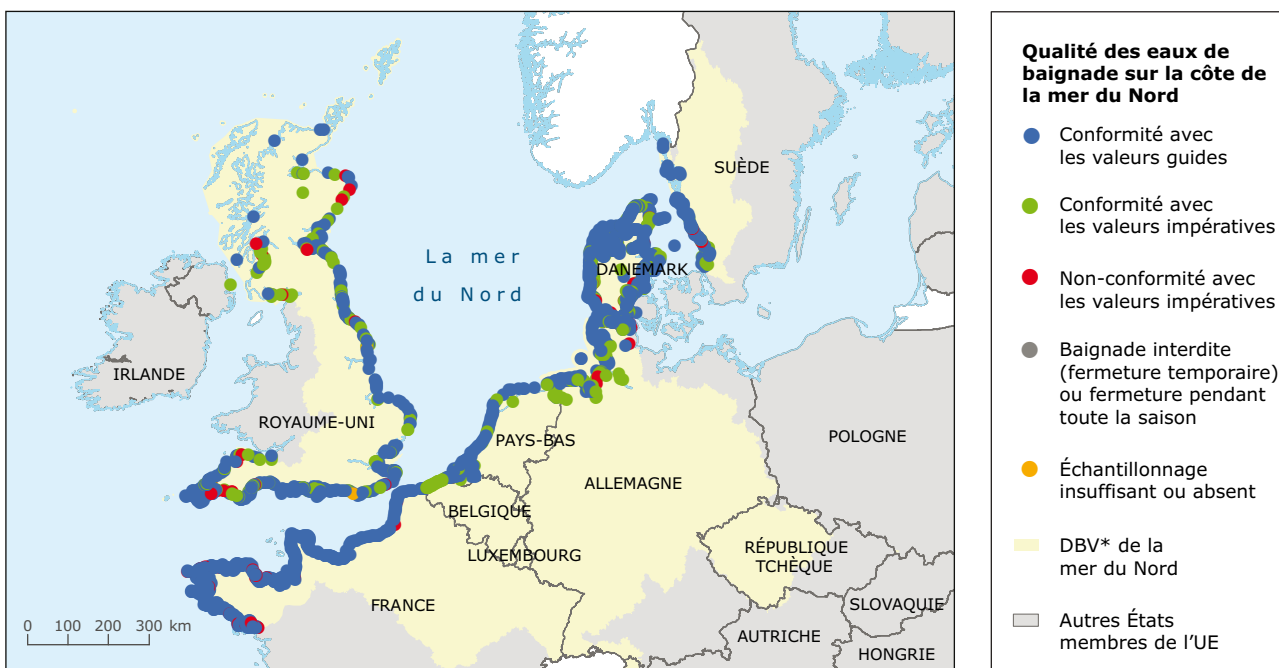 La mer
du Nord
SUÈDE
DANEMARK
IRLANDE
ROYAUME-UNI
PAYS-BAS
POLOGNE
ALLEMAGNE
BELGIQUE
LUXEMBOURG
RÉPUBLIQUE
TCHÈQUE
FRANCE
SLOVAQUIE
AUTRICHE
HONGRIE
0 100 200 300 km
Qualité des eaux de
baignade sur la côte de
la mer du Nord
Conformité avec
les valeurs guides
Conformité avec
les valeurs impératives
Non-conformité avec
les valeurs impératives
Baignade interdite
(fermeture temporaire)
ou fermeture pendant
toute la saison
Échantillonnage
insuffisant ou absent
DBV* de la
mer du Nord
Autres États
membres de l'UE